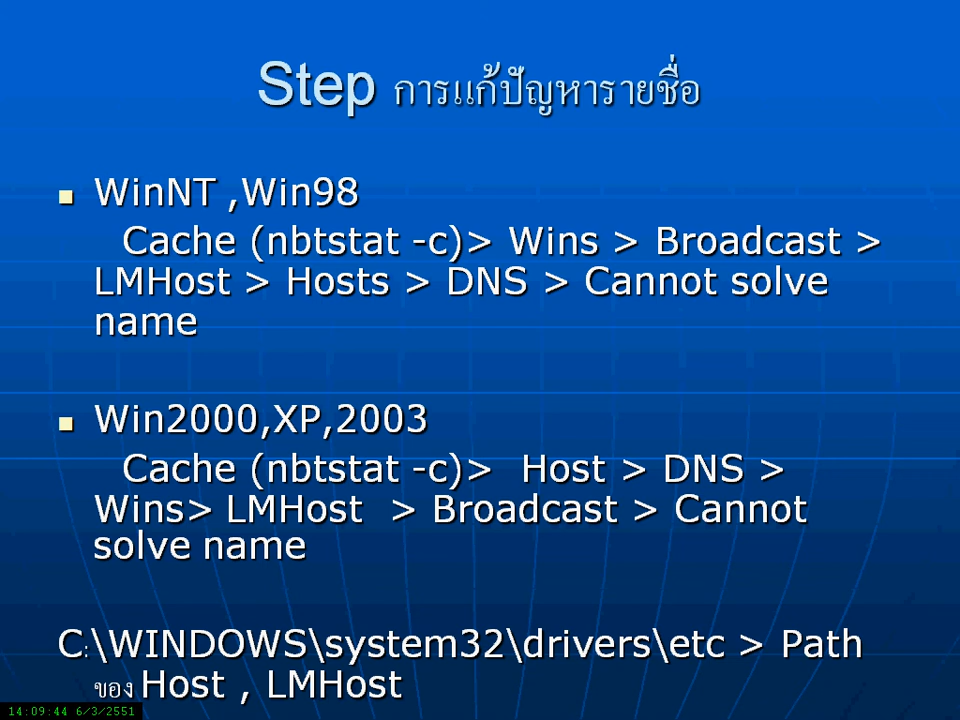 Step การแก้ปัญหารายชื่อ
WinNT ,Win98
Cache (nbtstat -c)> Wins > Broadcast >
LMHost > Hosts > DNS > Cannot solve
name
Win2000,XP,2003
Cache (nbtstat -c)> Host > DNS >
Wins> LMHost > Broadcast > Cannot
solve name
C:\WINDOWS\system32\drivers\etc > Path
ของ Host , LMHost
14:09:44 6/3/2551